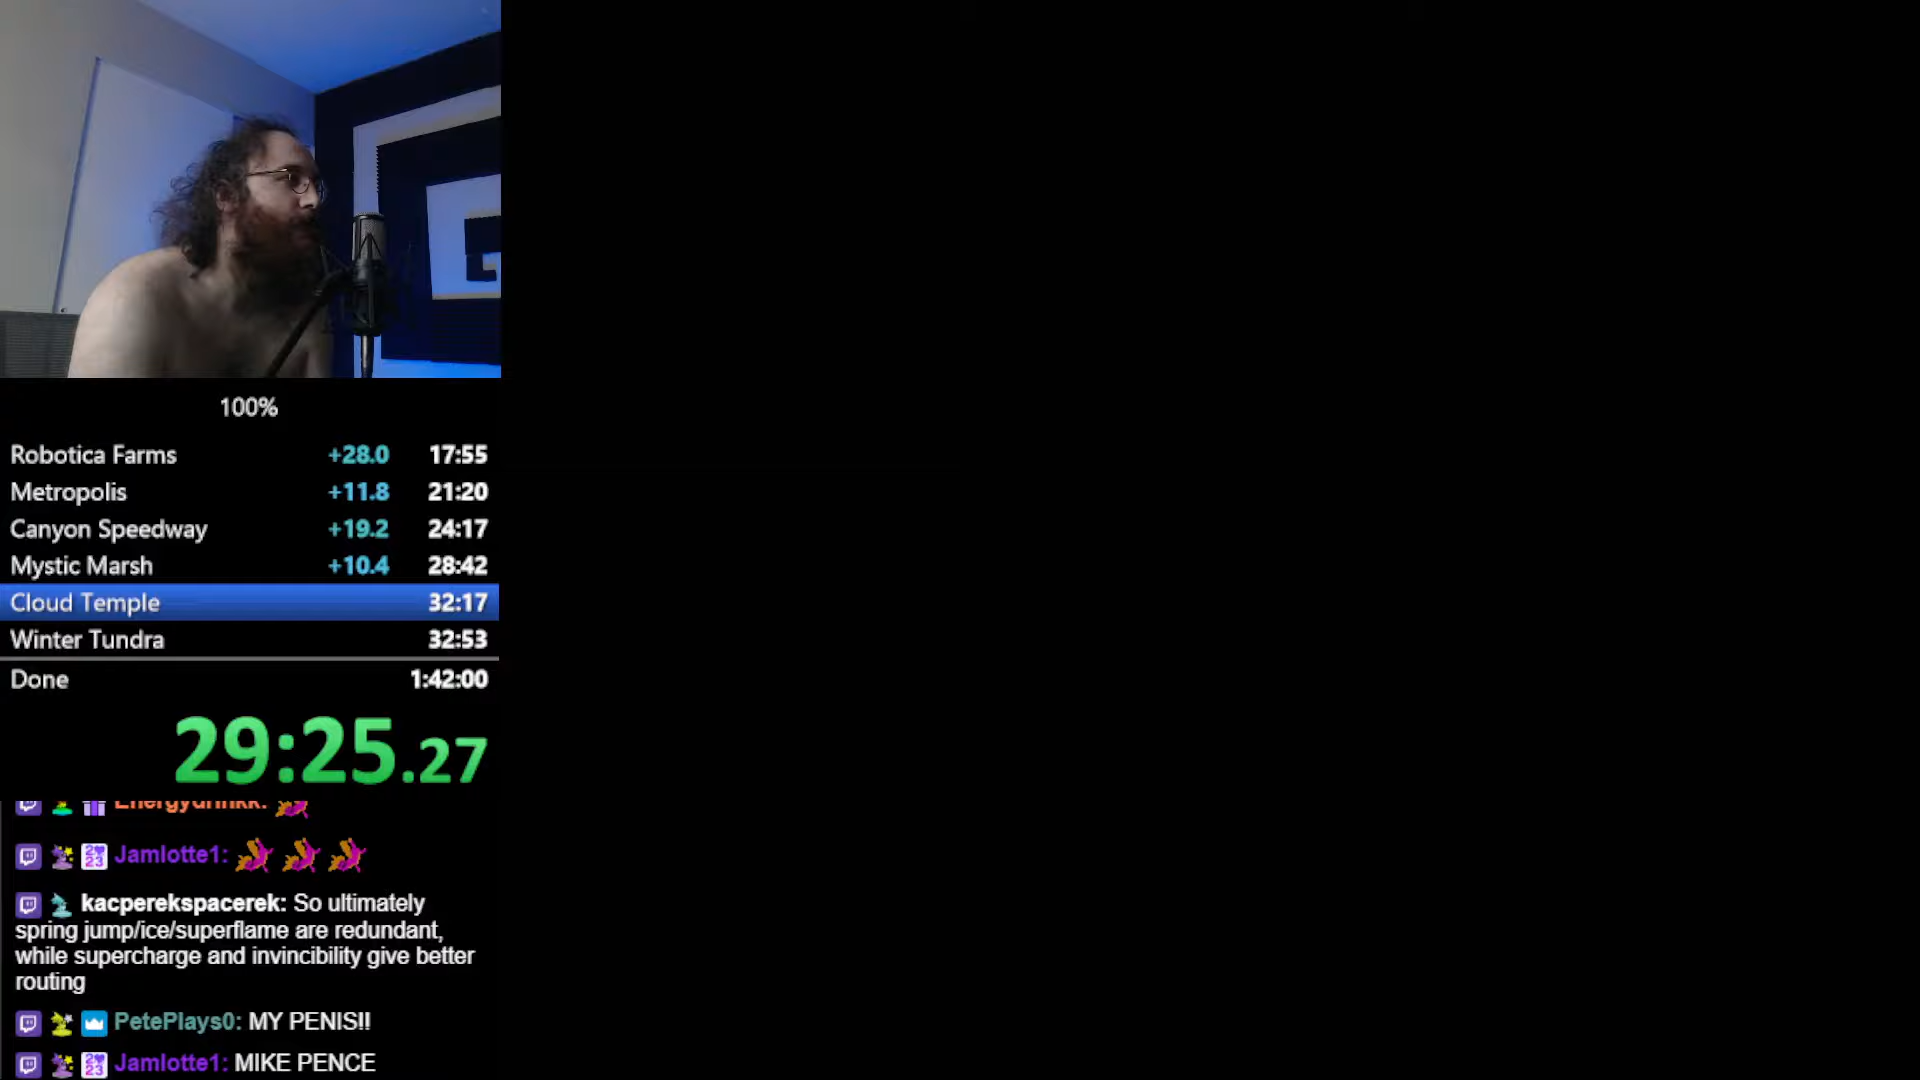 100%
Robotica Farms +28.0 17:55
Metropolis +11.8 21:20
Canyon Speedway +19.2 24:17
Mystic Marsh +10.4 28:42
Cloud Temple 32:17
Winter Tundra 32:53
Done 1:42:00
29:25.27
Energydrinkk:
Jamlotte1:
kacperekspacerek: So ultimately
spring jump/ice/superflame are redundant,
while supercharge and invincibility give better
routing
PetePlays0: MY PENIS!!
Jamlotte1: MIKE PENCE